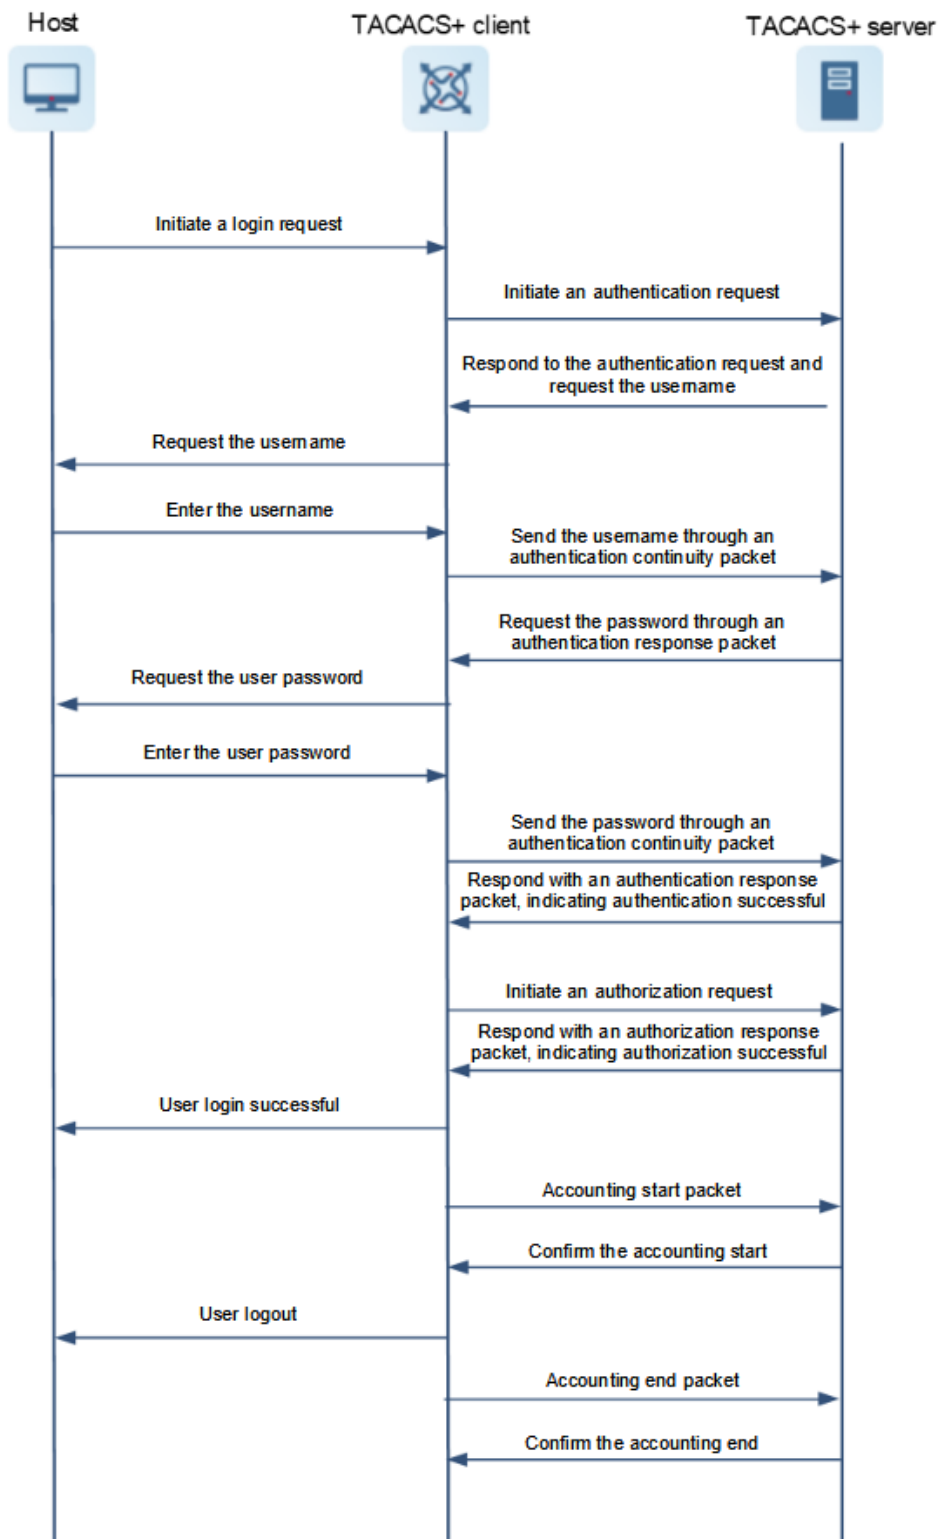 Host
TACACS+ client
TACACS+ server
Initiate a login request
Initiate an authentication request
Respond to the authentication request and
request the username
Request the username
Enter the username
Send the username through an
authentication continuity packet
Request the password through an
authentication response packet
Request the user password
Enter the user password
Send the password through an
authentication continuity packet
Respond with an authentication response
packet, indicating authentication successful
Initiate an authorization request
Respond with an authorization response
packet, indicating authorization successful
User login successful
Accounting start packet
Confirm the accounting start
User logout
Accounting end packet
Confirm the accounting end